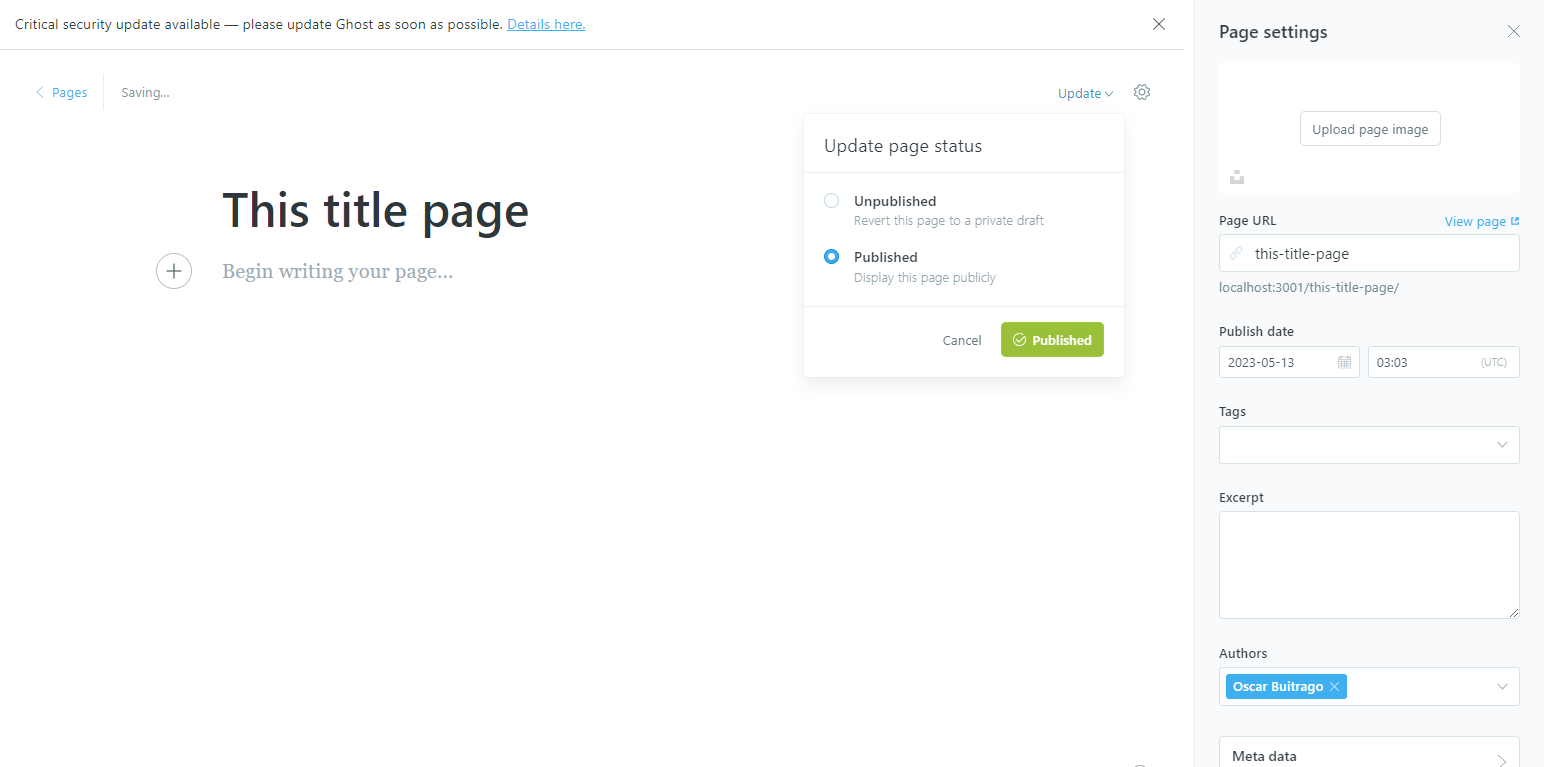 Critical security update available — please update Ghost as soon as possible. Details here.
Pages
Saving...
Update
This title page
Begin writing your page...
Update page status
Unpublished
Revert this page to a private draft
Published
Display this page publicly
Cancel
Published
Page settings
Upload page image
Page URL
View page
this-title-page
localhost:3001/this-title-page/
Publish date
2023-05-13
03:03
(UTC)
Tags
Excerpt
Authors
Oscar Buitrago
Meta data